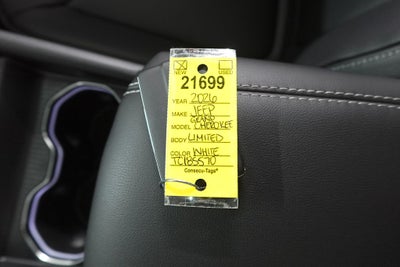 NEW USED
21699
YEAR 2026
MAKE JEEP
GRAND
MODEL CHEROKEE
BODY LIMITED
COLOR WHITE
TC185570
Consecu-Tags®